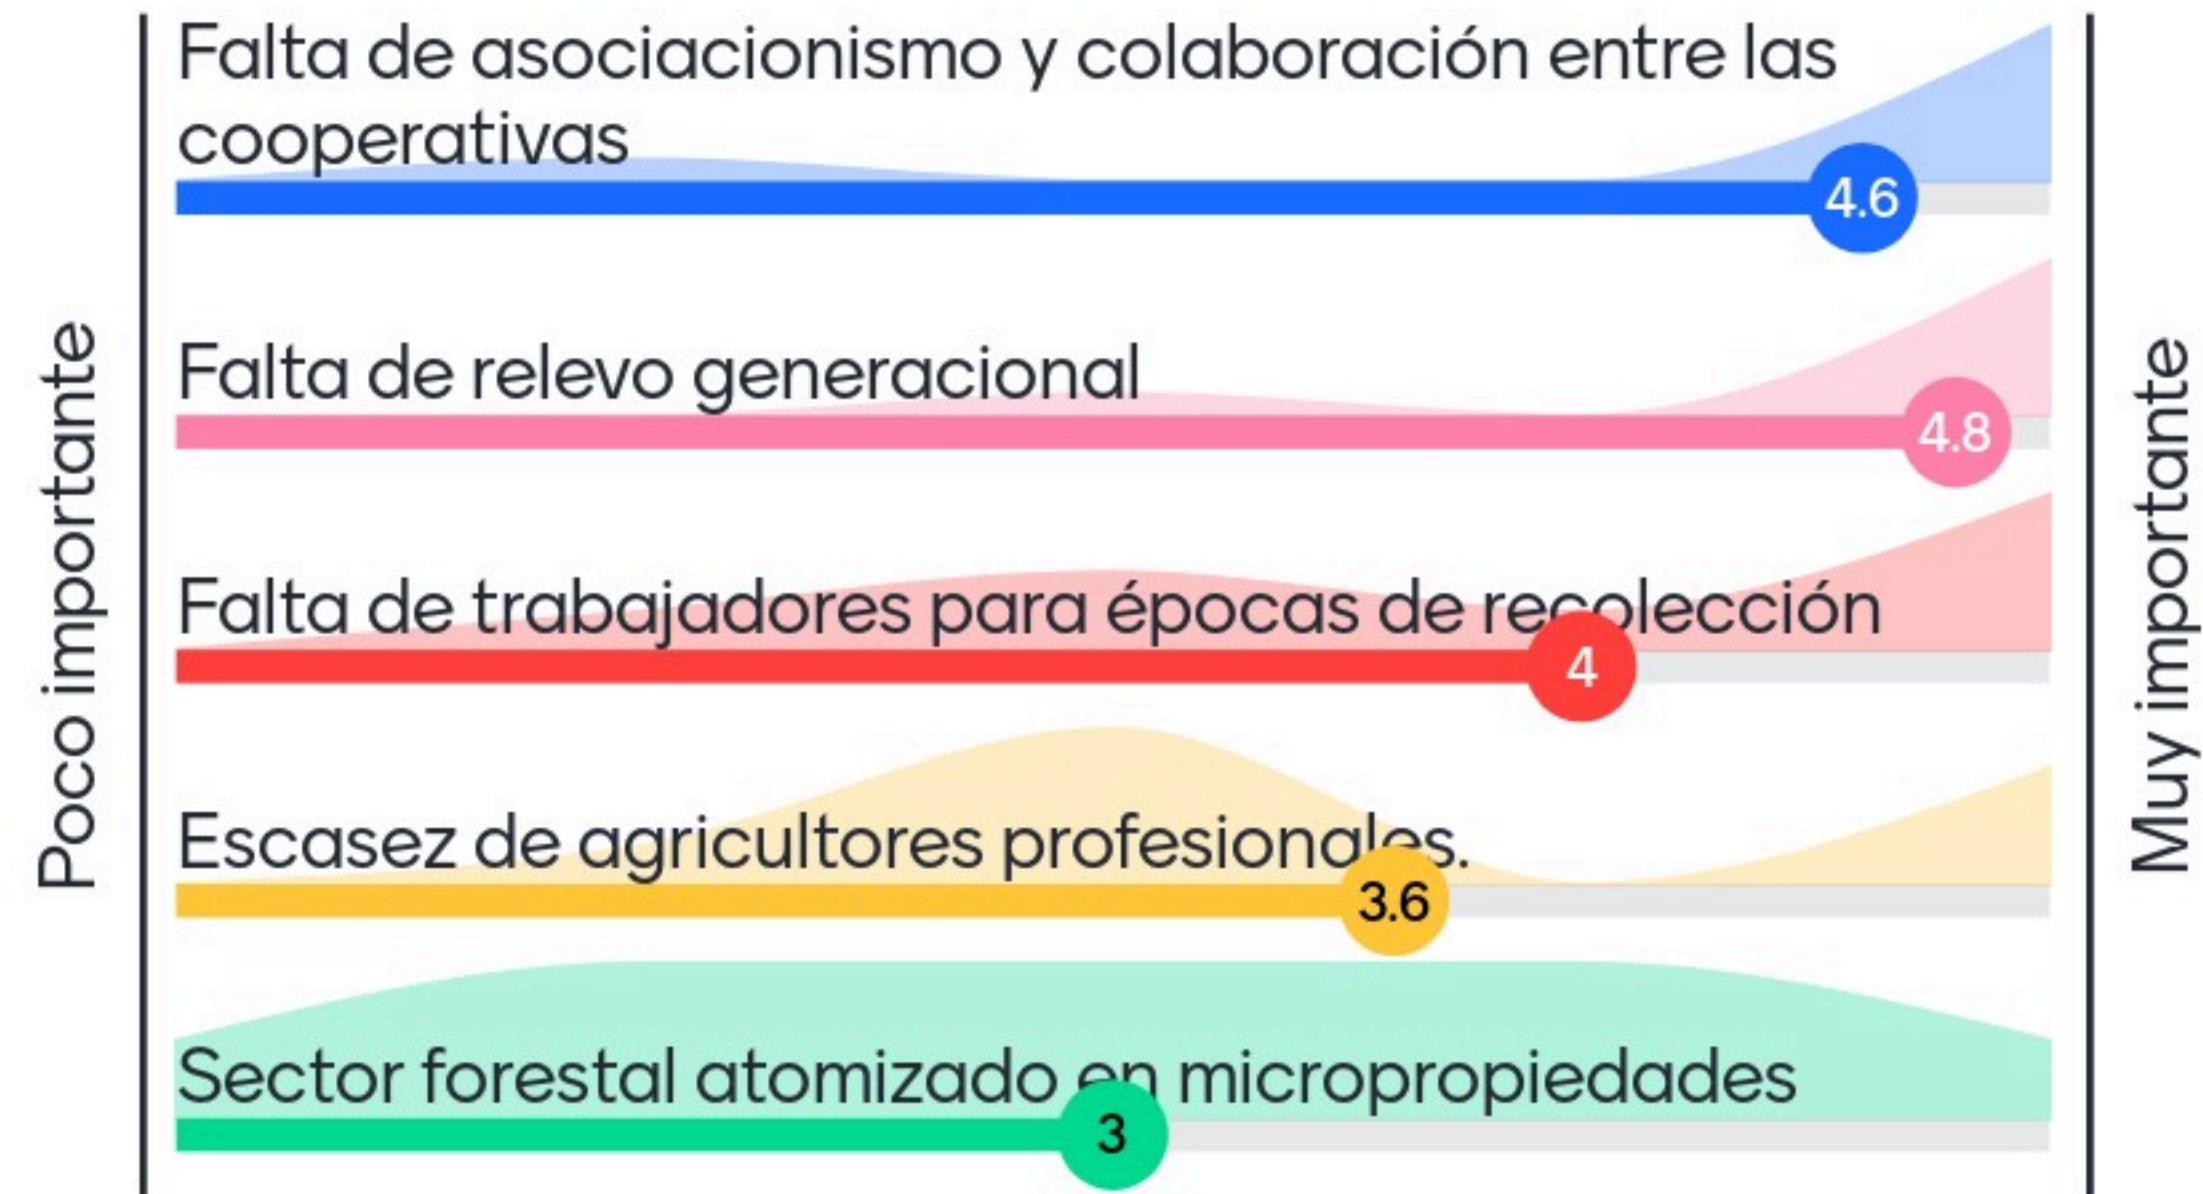 Falta de asociacionismo y colaboración entre las
cooperativas
4.6
Falta de relevo generacional
4.8
Falta de trabajadores para épocas de recolección
4
Escasez de agricultores profesionales.
3.6
Sector forestal atomizado en micropropiedades
3
Poco importante
Muy importante